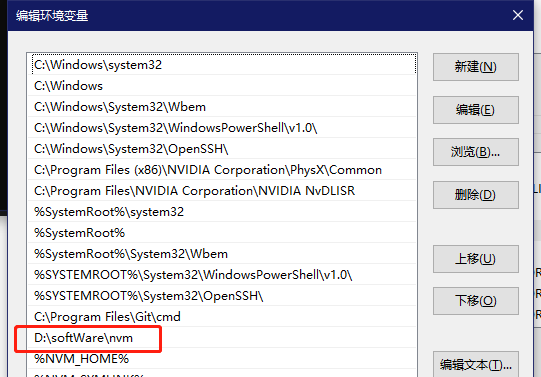 编辑环境变量
C:\Windows\system32
C:\Windows
C:\Windows\System32\Wbem
C:\Windows\System32\WindowsPowerShell\v1.0\
C:\Windows\System32\OpenSSH\
C:\Program Files (x86)\NVIDIA Corporation\PhysX\Common
C:\Program Files\NVIDIA Corporation\NVIDIA NvDLISR
%SystemRoot%\system32
%SystemRoot%
%SystemRoot%\System32\Wbem
%SYSTEMROOT%\System32\WindowsPowerShell\v1.0\
%SYSTEMROOT%\System32\OpenSSH\
C:\Program Files\Git\cmd
D:\softWare\nvm
%NVM_HOME%
新建(N)
编辑(E)
浏览(B)...
删除(D)
上移(U)
下移(O)
编辑文本(T)...